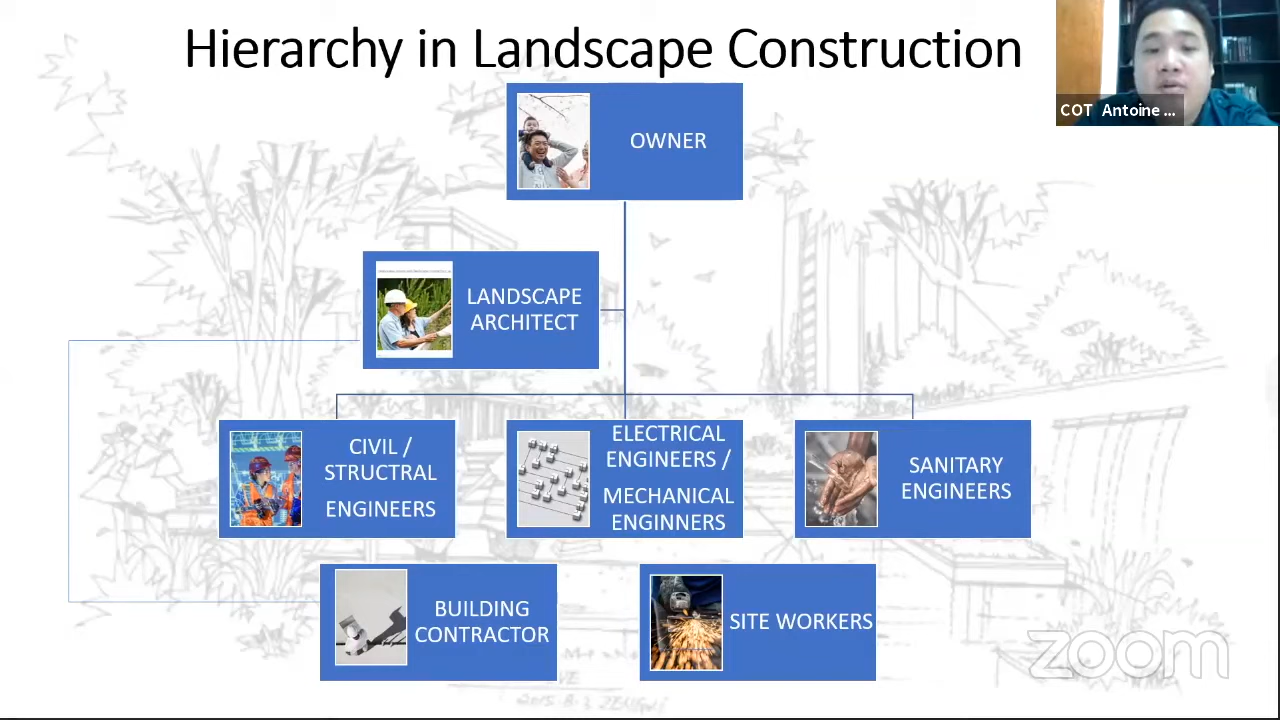 Hierarchy in Landscape Construction
COT Antoine ...
OWNER
LANDSCAPE
ARCHITECT
CIVIL /
STRUCTRAL
ENGINEERS
ELECTRICAL
ENGINEERS /
MECHANICAL
ENGINNERS
SANITARY
ENGINEERS
BUILDING
CONTRACTOR
SITE WORKERS
zoom